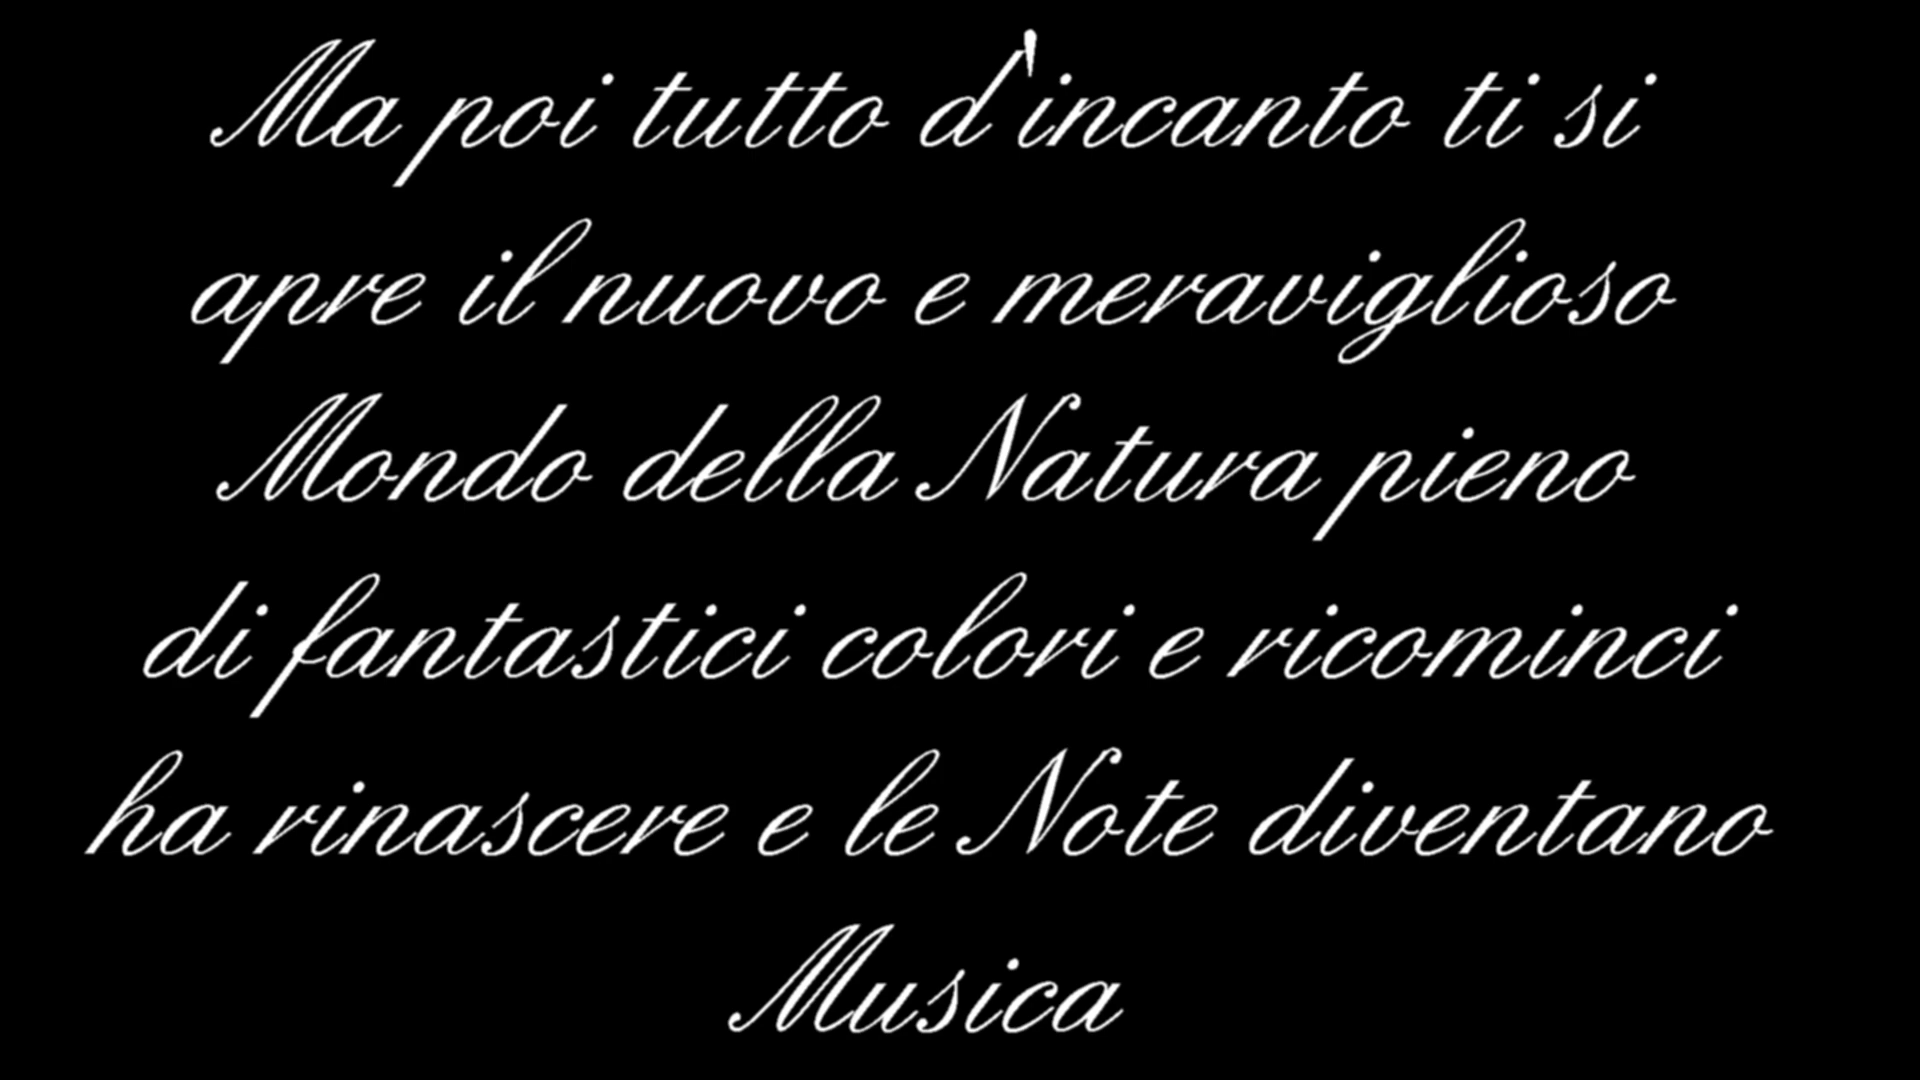 Ma poi tutto d'incanto ti si
apre il nuovo e meraviglioso
Mondo della Natura pieno
di fantastici colori e ricominci
ha rinascere e le Note diventano
Musica